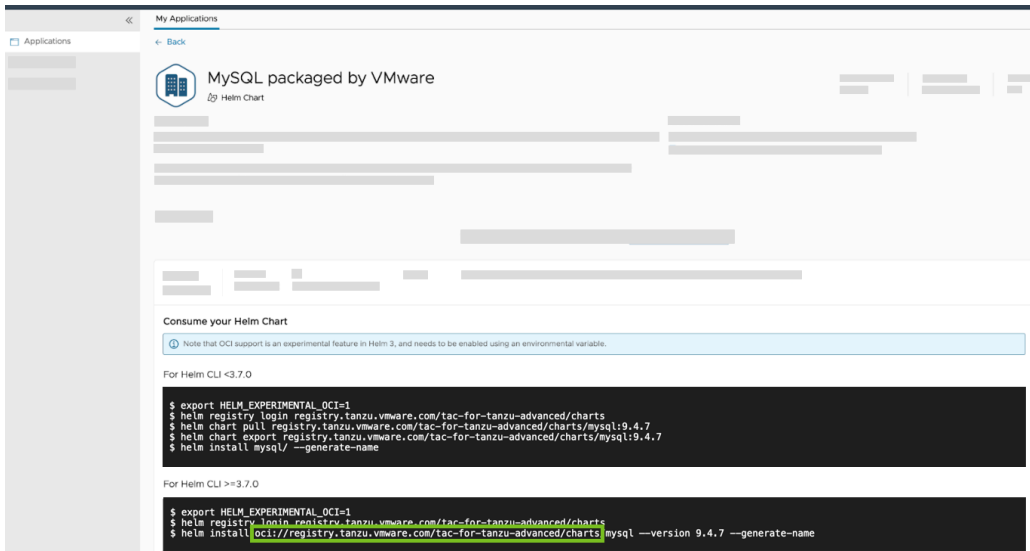 «
My Applications
Applications
← Back
MySQL packaged by VMware
Helm Chart
Consume your Helm Chart
Note that OCI support is an experimental feature in Helm 3, and needs to be enabled using an environmental variable.
For Helm CLI <3.7.0
$ export HELM_EXPERIMENTAL_OCI=1
$ helm registry login registry.tanzu.vmware.com/tac-for-tanzu-advanced/charts
$ helm chart pull registry.tanzu.vmware.com/tac-for-tanzu-advanced/charts/mysql:9.4.7
$ helm chart export registry.tanzu.vmware.com/tac-for-tanzu-advanced/charts/mysql:9.4.7
$ helm install mysql/ --generate-name
For Helm CLI >=3.7.0
$ export HELM_EXPERIMENTAL_OCI=1
$ helm registry login registry.tanzu.vmware.com/tac-for-tanzu-advanced/charts
$ helm install oci://registry.tanzu.vmware.com/tac-for-tanzu-advanced/charts mysql --version 9.4.7 --generate-name